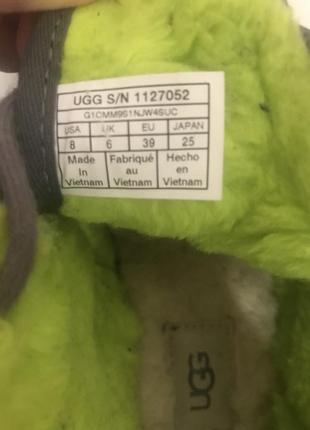 UGG S/N 1127052
Q1CMM9S1NJW4SUC
USA UK EU JAPAN
8 6 39 25
Made Fabriqué Hecho
In au en
Vietnam Vietnam Vietnam
UGG